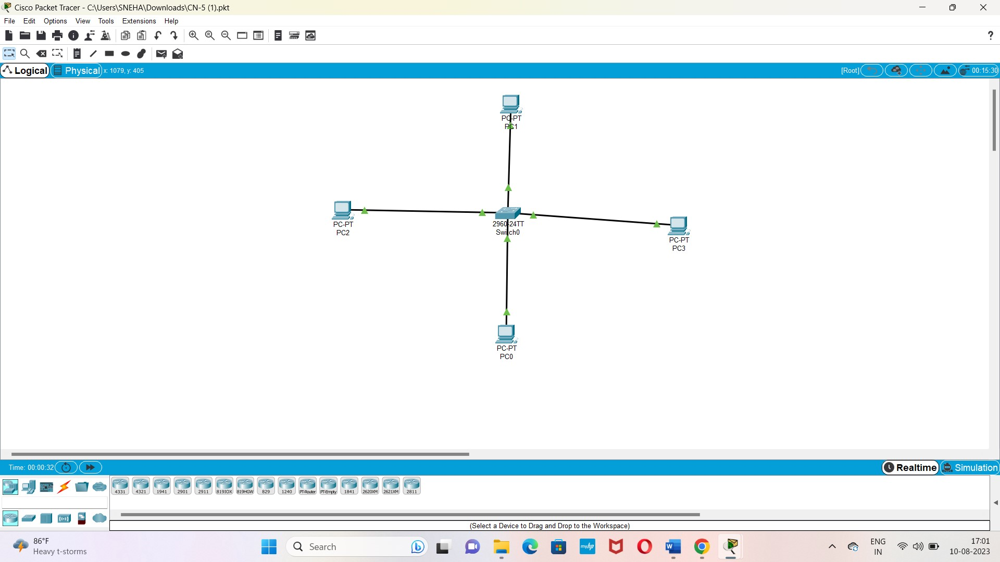 Cisco Packet Tracer - C:\Users\SNEHA\Downloads\CN-5 (1).pkt
File Edit Options View Tools Extensions Help
?
Logical Physical x: 1079, y: 405 [Root] 00:15:30
PC-PT
PC1
PC-PT
PC2
2960-24TT
Switch0
PC-PT
PC3
PC-PT
PC0
Time: 00:00:32 Realtime Simulation
4331 4321 1941 2901 2911 819IOX 819HGW 829 1240 PT-Router PT-Empty 1841 2620XM 2621XM 2811
(Select a Device to Drag and Drop to the Workspace)
86°F
Heavy t-storms
Search
myhp
W
ENG
IN
17:01
10-08-2023